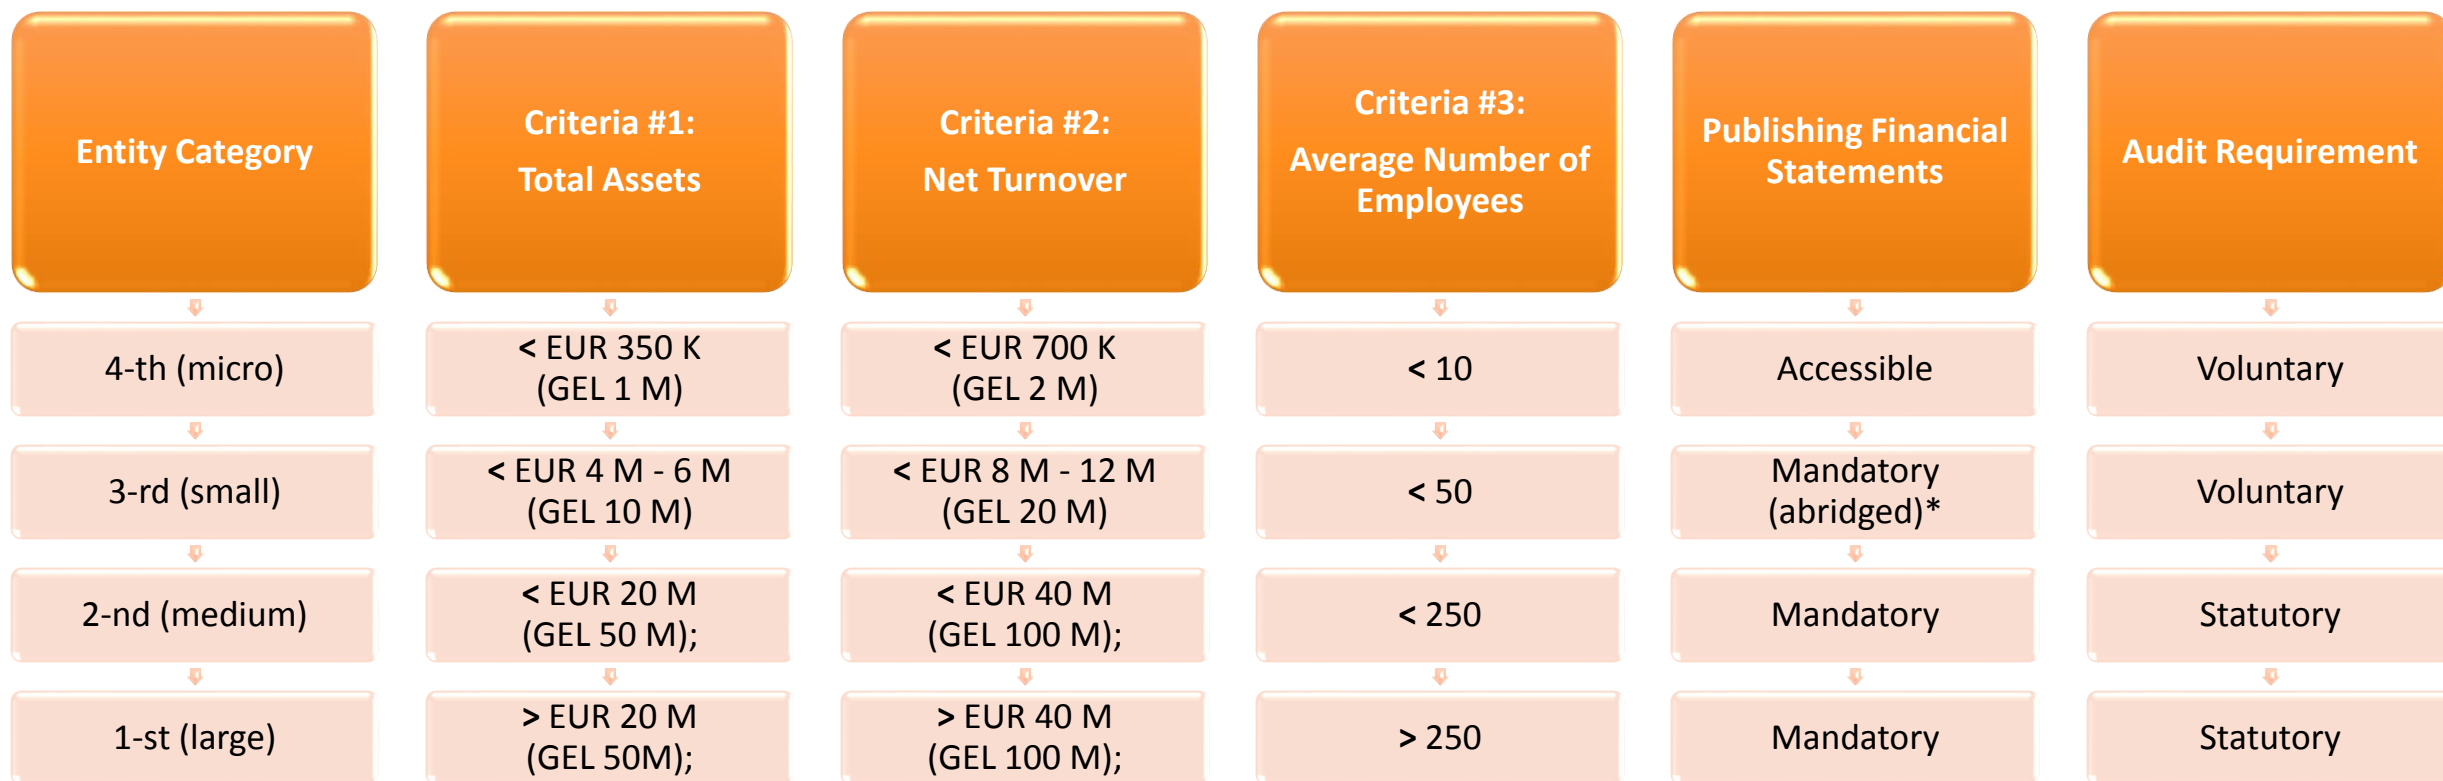 Entity Category
Criteria #1:
Total Assets
Criteria #2:
Net Turnover
Criteria #3:
Average Number of
Employees
Publishing Financial
Statements
Audit Requirement
4-th (micro)
< EUR 350 K
(GEL 1 M)
< EUR 700 K
(GEL 2 M)
< 10
Accessible
Voluntary
3-rd (small)
< EUR 4 M - 6 M
(GEL 10 M)
< EUR 8 M - 12 M
(GEL 20 M)
< 50
Mandatory
(abridged)*
Voluntary
2-nd (medium)
< EUR 20 M
(GEL 50 M);
< EUR 40 M
(GEL 100 M);
< 250
Mandatory
Statutory
1-st (large)
> EUR 20 M
(GEL 50M);
> EUR 40 M
(GEL 100 M);
> 250
Mandatory
Statutory